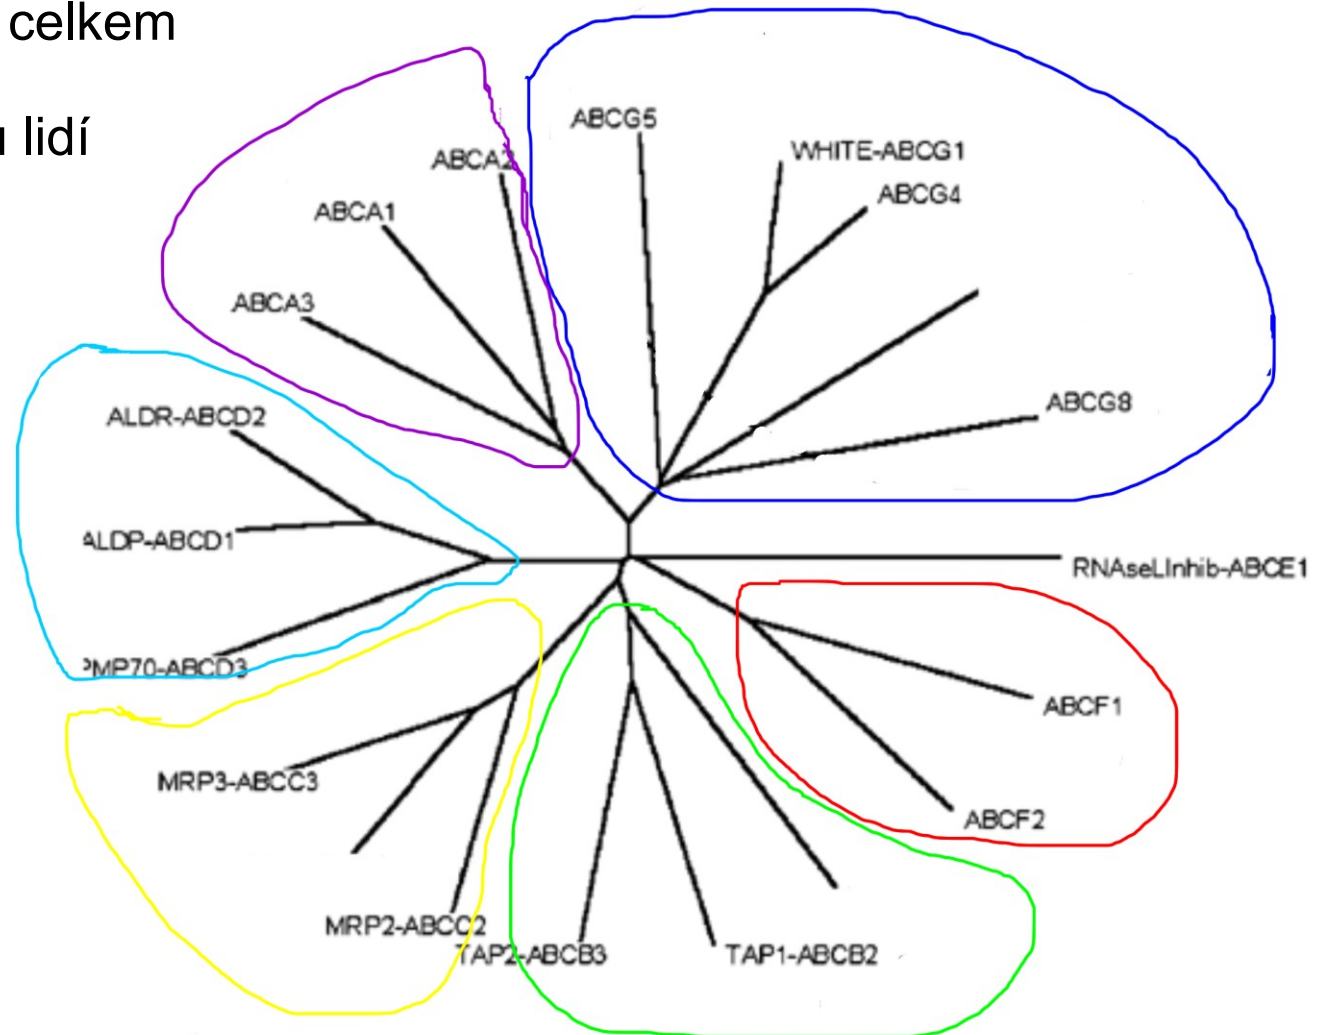 celkem
lidí
ABCG5
WHITE-ABCG1
ABCA2
ABCG4
ABCA1
ABCA3
ABCG8
ALDR-ABCD2
ALDP-ABCD1
RNAseLInhib-ABCE1
PMP70-ABCD3
ABCF1
MRP3-ABCC3
ABCF2
MRP2-ABCC2
TAP2-ABCB3
TAP1-ABCB2